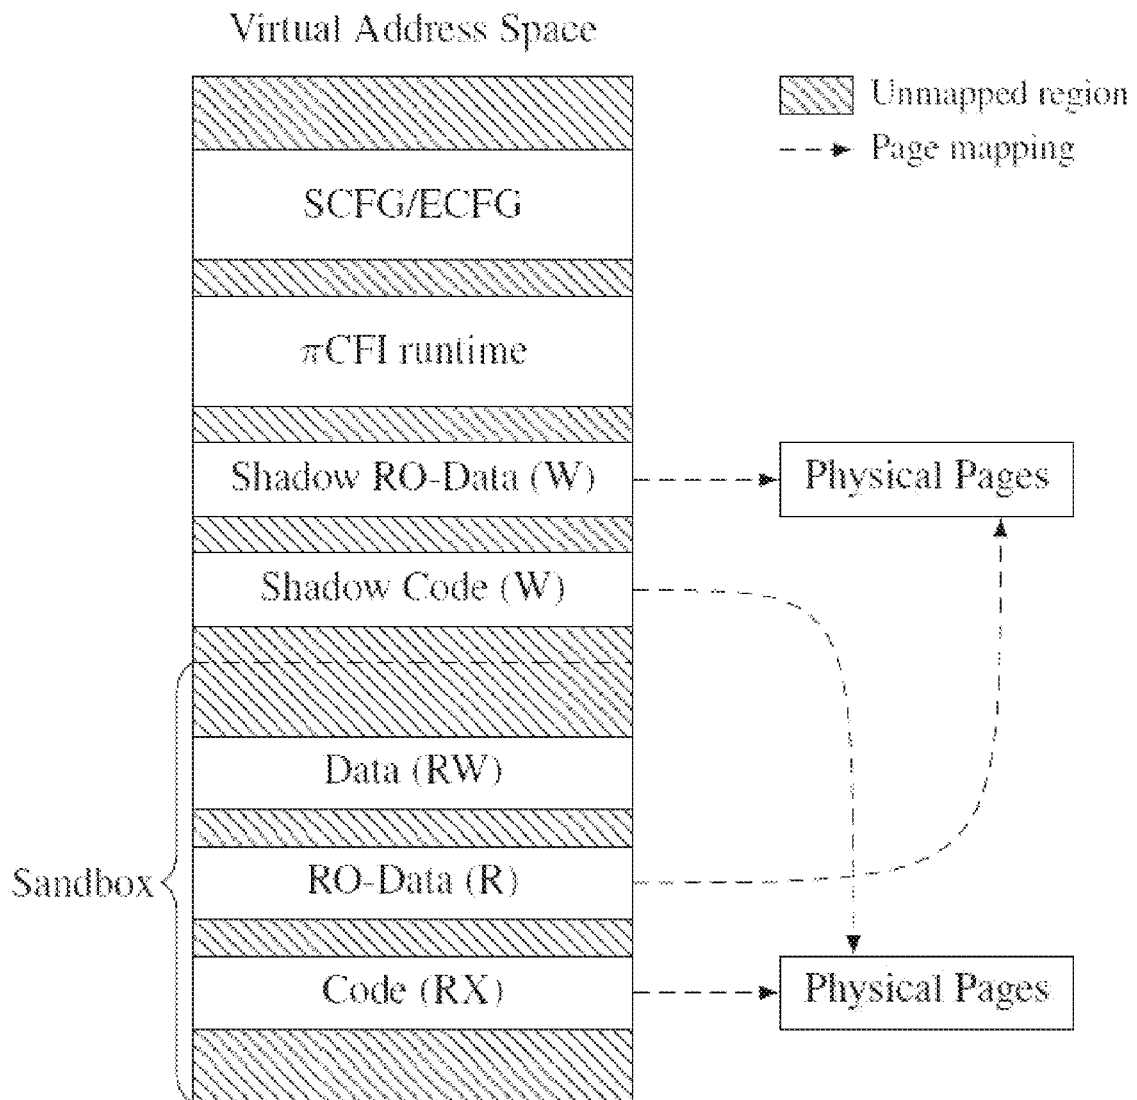 Virtual Address Space
Unmapped region
Page mapping
SCFG/ECFG
πCFI runtime
Shadow RO-Data (W)
Physical Pages
Shadow Code (W)
Data (RW)
Sandbox
RO-Data (R)
Code (RX)
Physical Pages